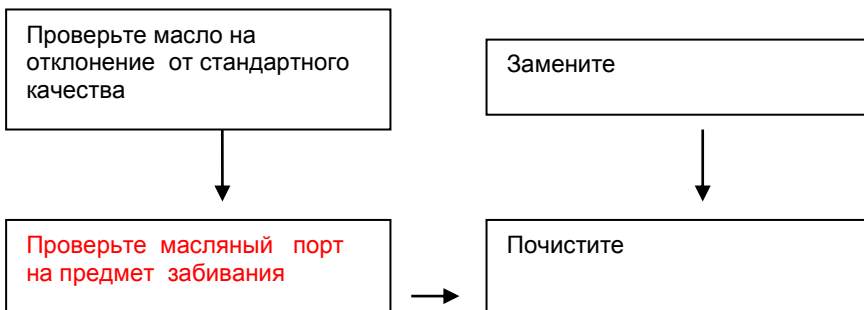 Проверьте масло на
отклонение от стандартного
качества
Замените
Проверьте масляный порт
на предмет забивания
Почистите